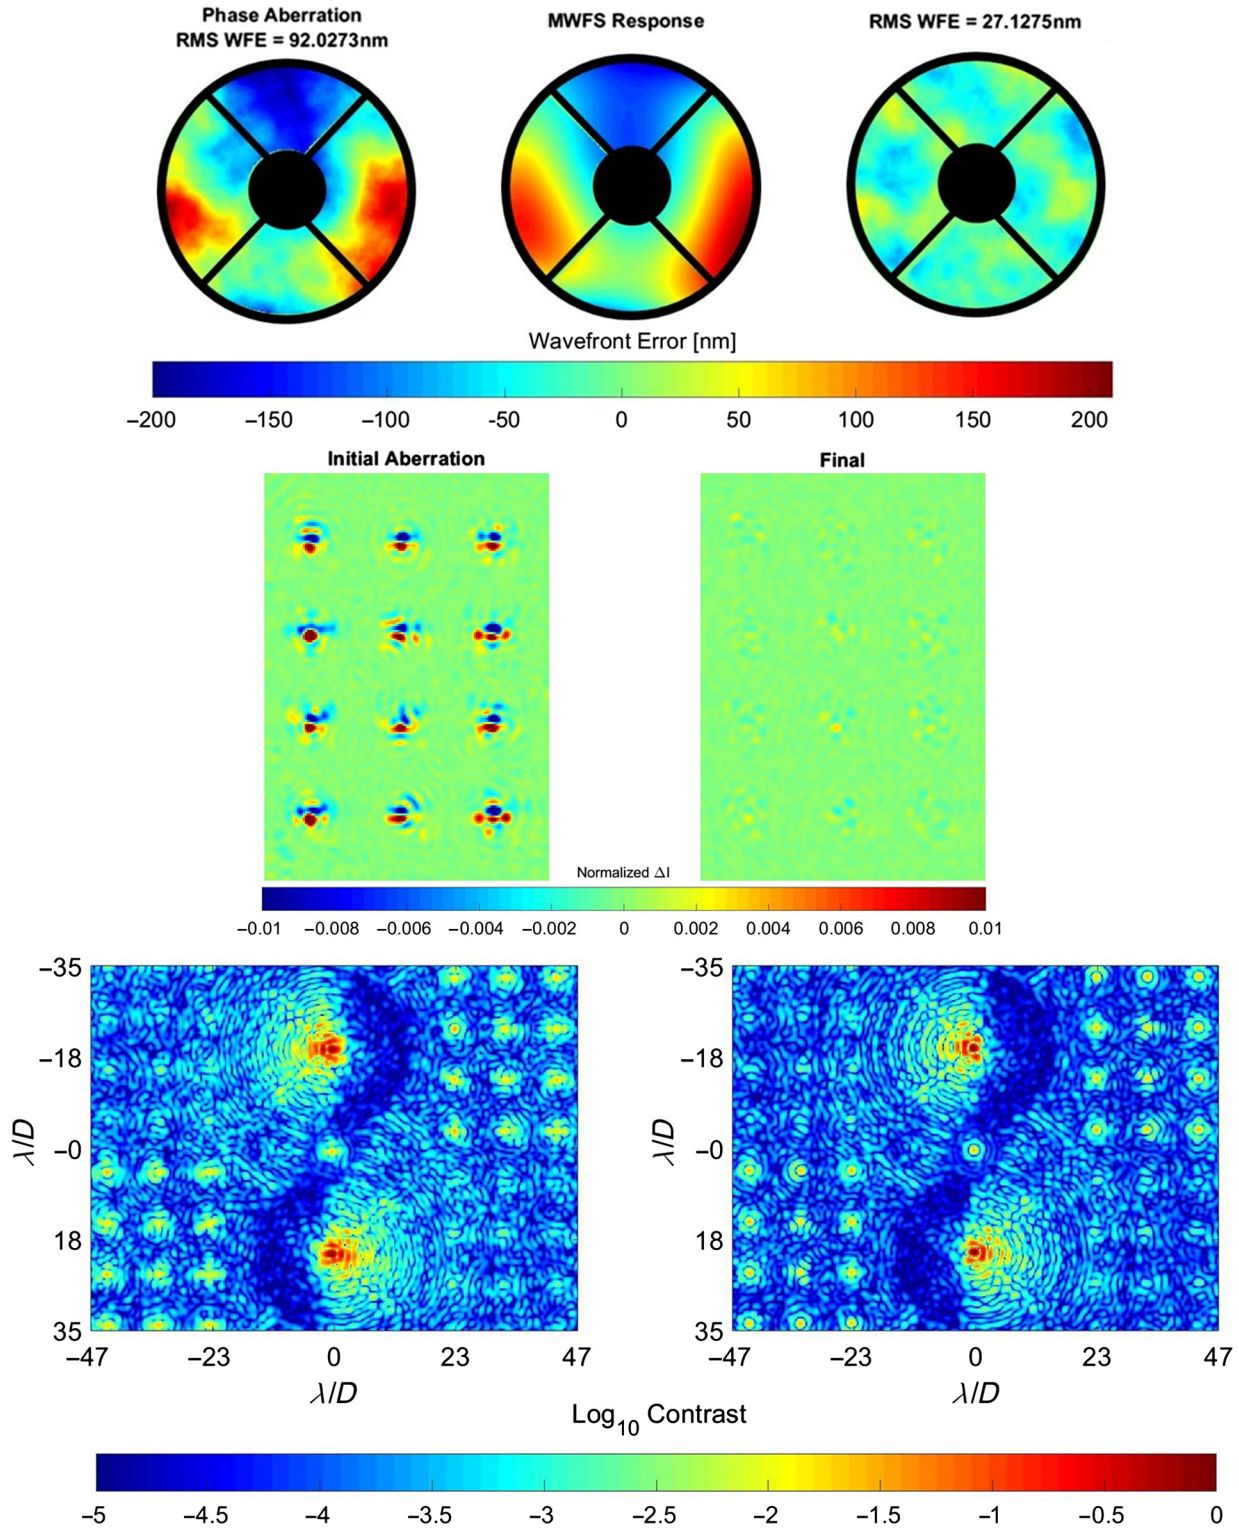 Phase Aberration
RMS WFE = 92.0273nm
MWFS Response
RMS WFE = 27.1275nm
Wavefront Error [nm]
−200 −150 −100 -50 0 50 100 150 200
Initial Aberration
Final
Normalized ΔI
−0.01 −0.008 −0.006 −0.004 −0.002 0 0.002 0.004 0.006 0.008 0.01
−35
−18
−0
18
35
λ/D
−47 −23 0 23 47
λ/D
−35
−18
−0
18
35
λ/D
−47 −23 0 23 47
λ/D
Log10 Contrast
−5 −4.5 −4 −3.5 −3 −2.5 −2 −1.5 −1 −0.5 0